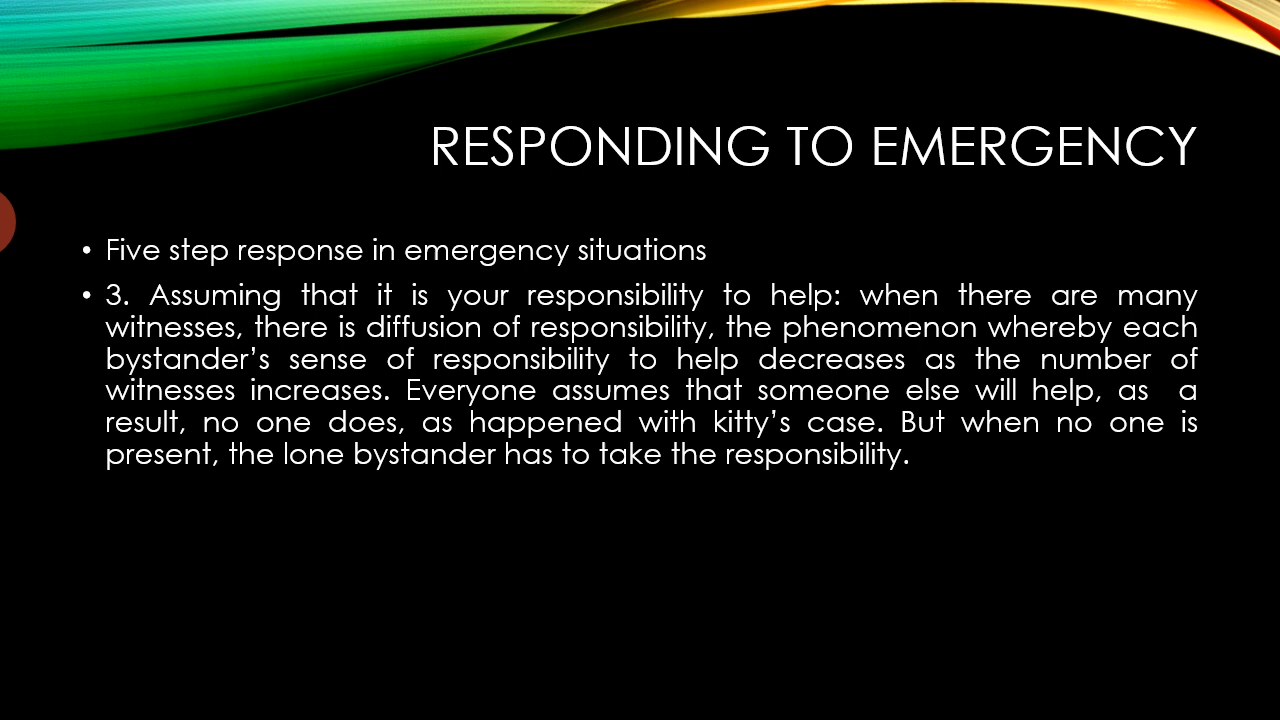 RESPONDING TO EMERGENCY
• Five step response in emergency situations
• 3. Assuming that it is your responsibility to help: when there are many
witnesses, there is diffusion of responsibility, the phenomenon whereby each
bystander’s sense of responsibility to help decreases as the number of
witnesses increases. Everyone assumes that someone else will help, as a
result, no one does, as happened with kitty’s case. But when no one is
present, the lone bystander has to take the responsibility.